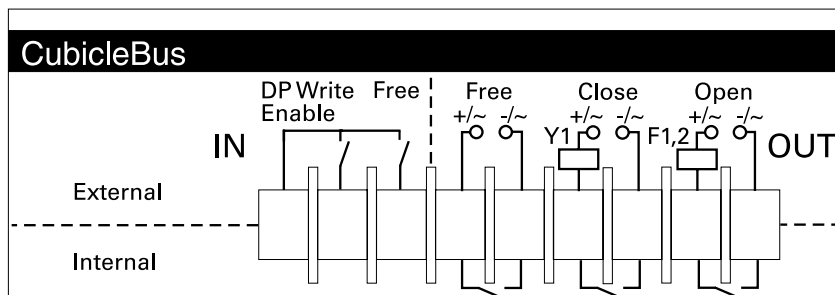 CubicleBus
DP Write Free Free Close Open
Enable +/~ -/~ +/~ -/~ +/~ -/~
IN Y1 F1,2 OUT
External
Internal